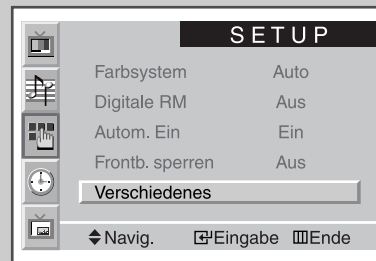 SETUP
Farbsystem Auto
Digitale RM Aus
Autom. Ein Ein
Frontb. sperren Aus
Verschiedenes
Navig. Eingabe Ende